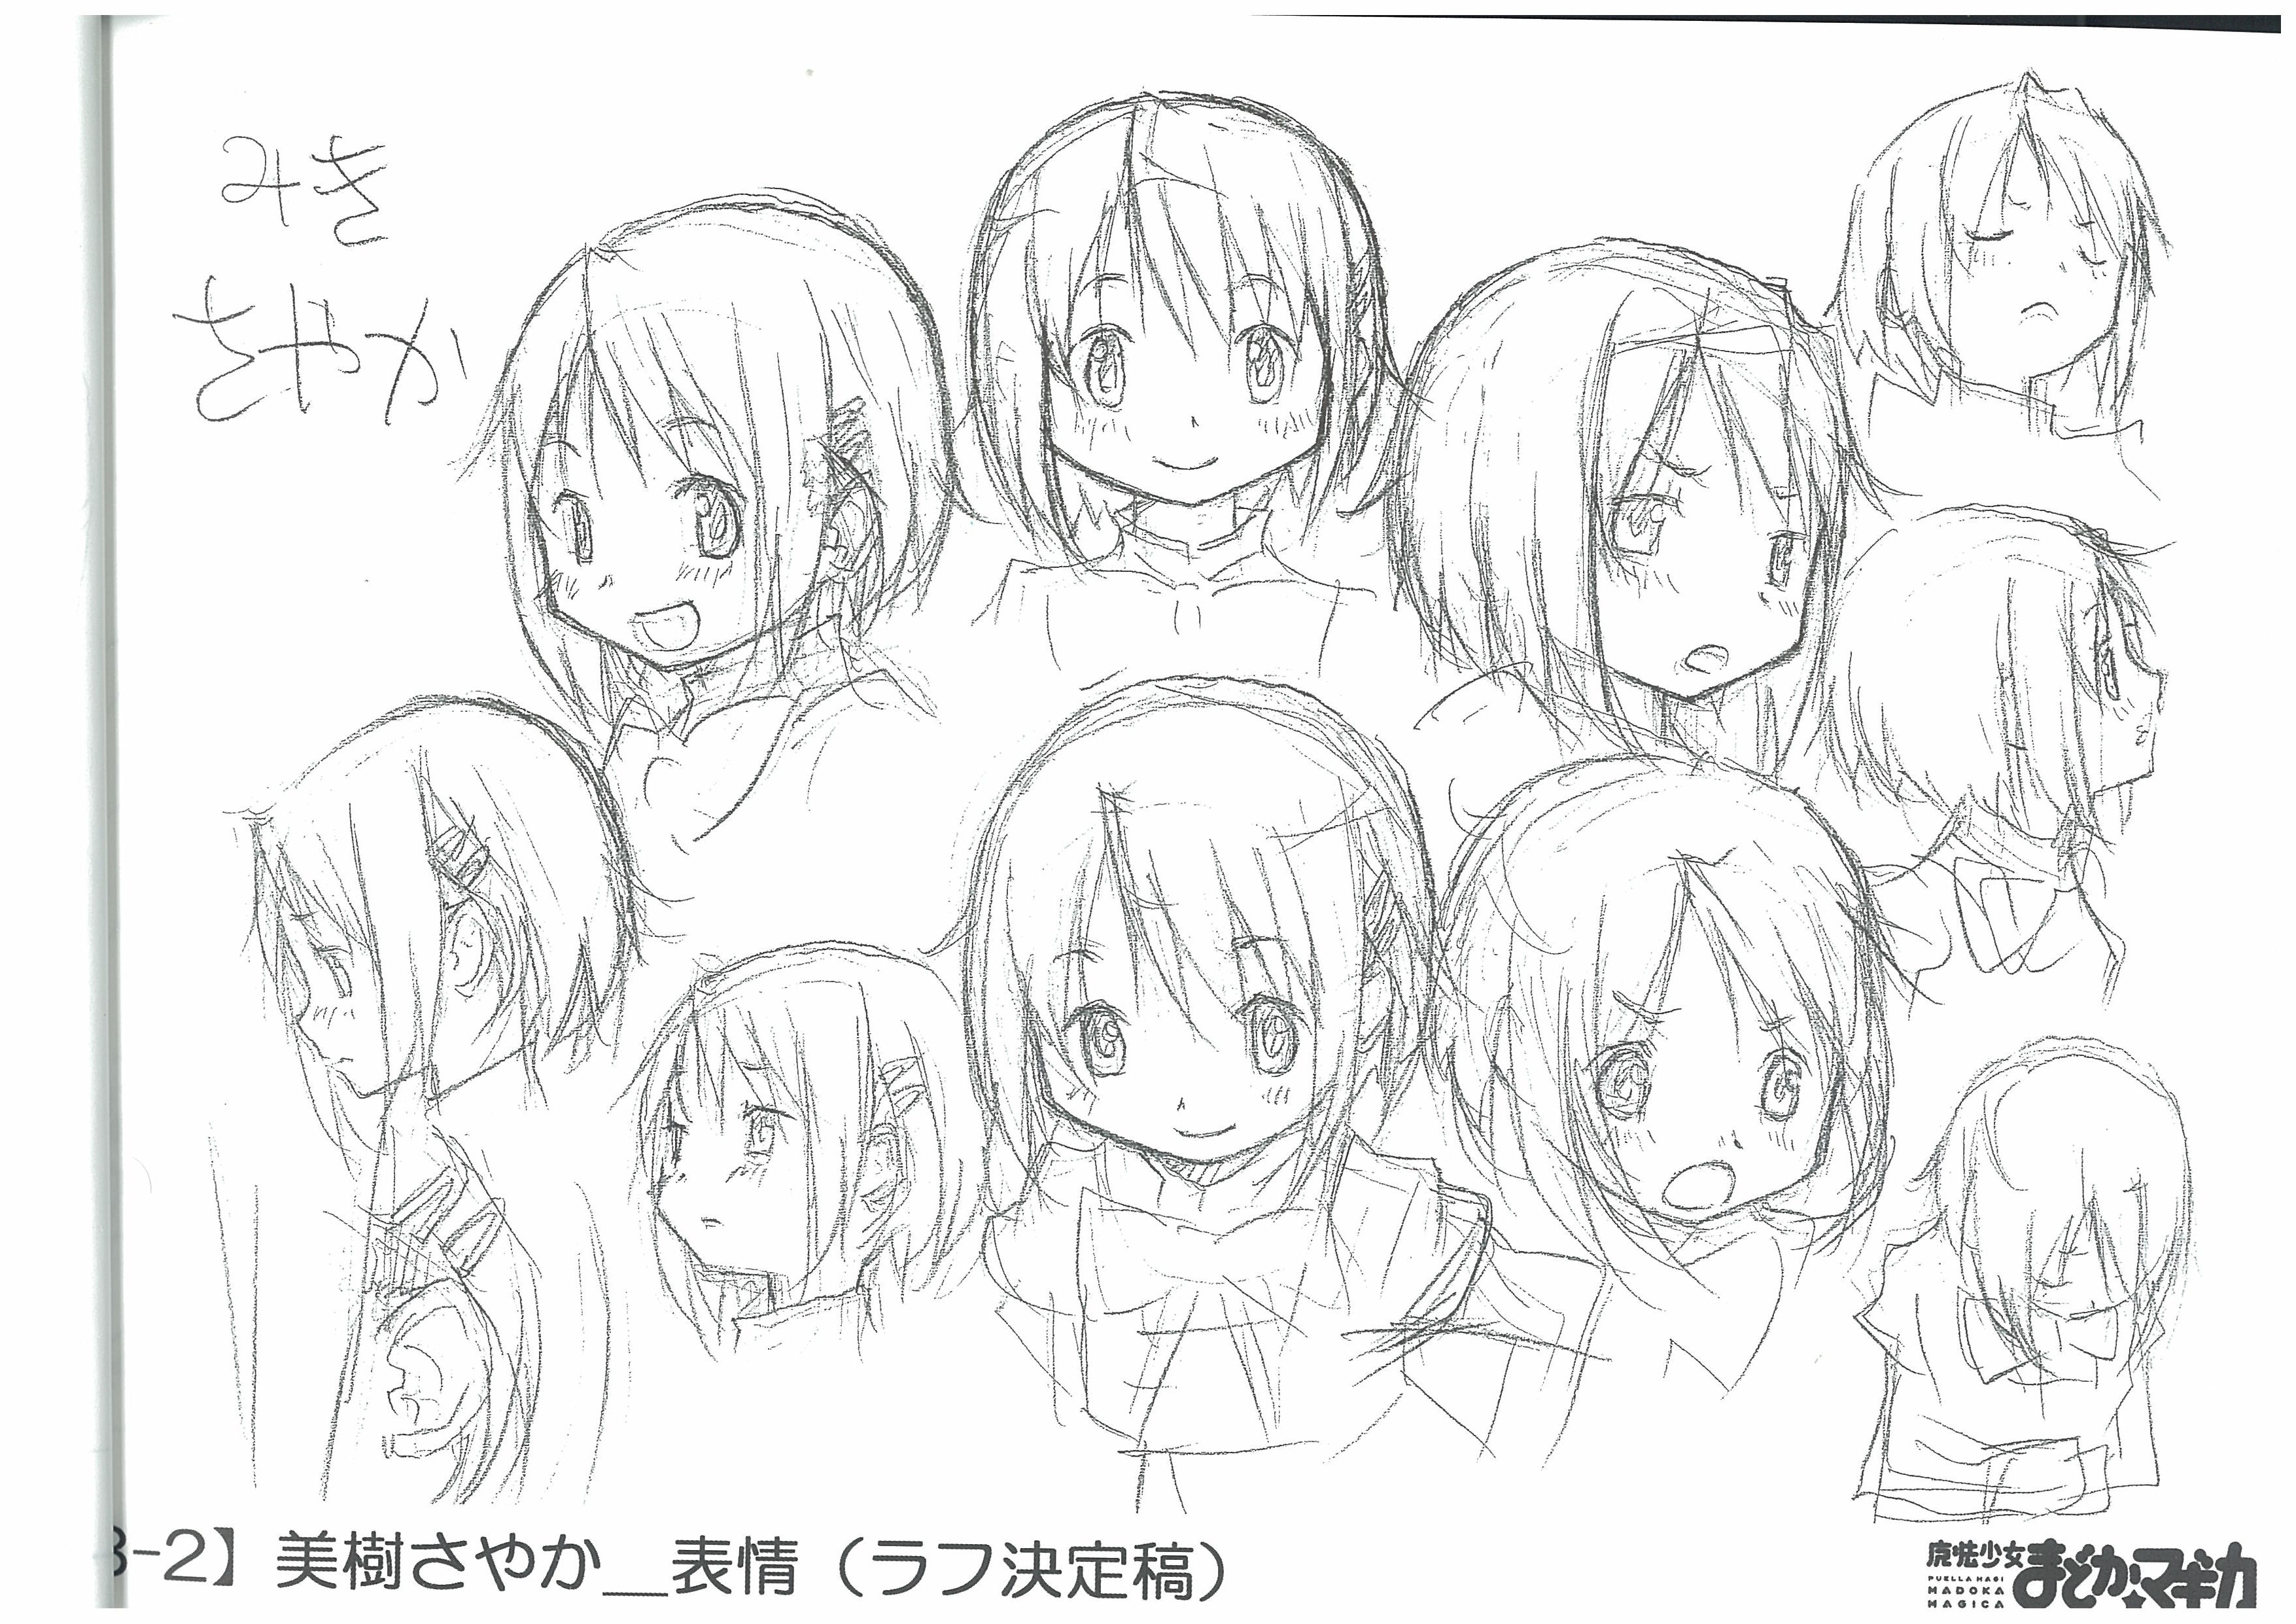 みき
さやか
3-2】美樹さやか__表情（ラフ決定稿）
魔法少女
まどか★マギカ
PUELLA MAGI
MADOKA
MAGICA